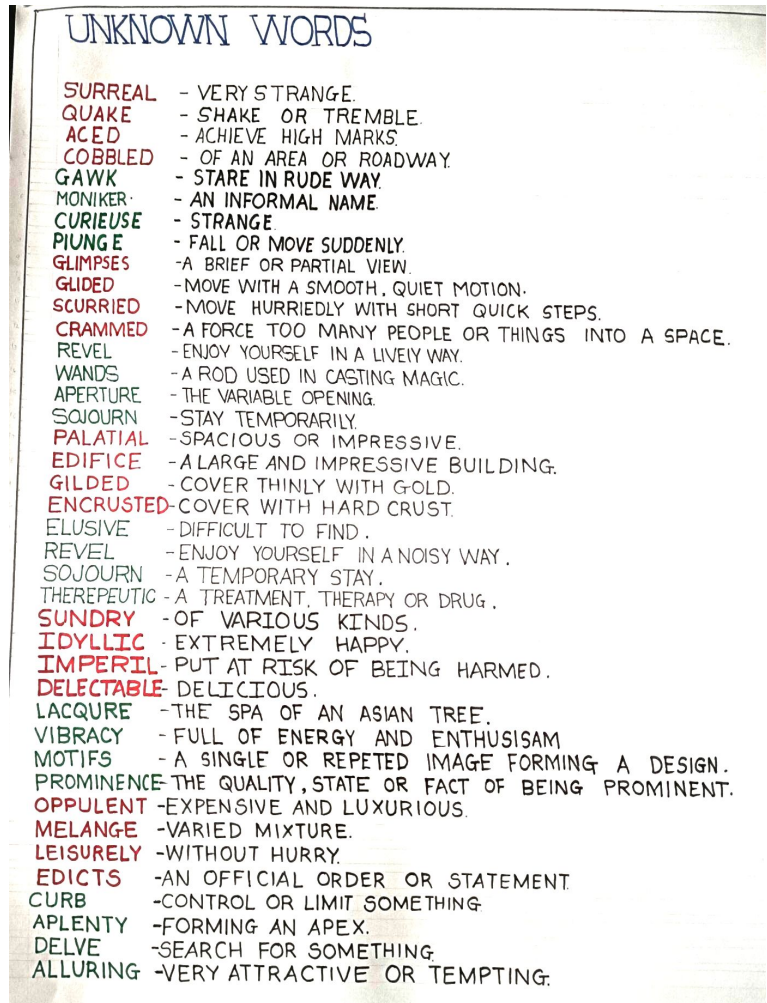 UNKNOWN WORDS
SURREAL - VERY STRANGE.
QUAKE - SHAKE OR TREMBLE.
ACED - ACHIEVE HIGH MARKS.
COBBLED - OF AN AREA OR ROADWAY.
GAWK - STARE IN RUDE WAY.
MONIKER. - AN INFORMAL NAME
CURIEUSE - STRANGE.
PIUNGE - FALL OR MOVE SUDDENLY.
GLIMPSES -A BRIEF OR PARTIAL VIEW.
GLIDED - MOVE WITH A SMOOTH, QUIET MOTION.
SCURRIED - MOVE HURRIEDLY WITH SHORT QUICK STEPS.
CRAMMED - A FORCE TOO MANY PEOPLE OR THINGS INTO A SPACE.
REVEL - ENJOY YOURSELF IN A LIVELY WAY.
WANDS - A ROD USED IN CASTING MAGIC.
APERTURE - THE VARIABLE OPENING.
SOJOURN - STAY TEMPORARILY.
PALATIAL - SPACIOUS OR IMPRESSIVE.
EDIFICE - A LARGE AND IMPRESSIVE BUILDING.
GILDED - COVER THINLY WITH GOLD.
ENCRUSTED - COVER WITH HARD CRUST.
ELUSIVE - DIFFICULT TO FIND.
REVEL - ENJOY YOURSELF IN A NOISY WAY.
SOJOURN - A TEMPORARY STAY.
THEREPEUTIC - A TREATMENT, THERAPY OR DRUG.
SUNDRY - OF VARIOUS KINDS.
IDYLLIC - EXTREMELY HAPPY.
IMPERIL - PUT AT RISK OF BEING HARMED.
DELECTABLE - DELICIOUS.
LACQURE - THE SPA OF AN ASIAN TREE.
VIBRACY - FULL OF ENERGY AND ENTHUSISAM
MOTIFS - A SINGLE OR REPETED IMAGE FORMING A DESIGN.
PROMINENCE - THE QUALITY, STATE OR FACT OF BEING PROMINENT.
OPPULENT - EXPENSIVE AND LUXURIOUS.
MELANGE - VARIED MIXTURE.
LEISURELY - WITHOUT HURRY.
EDICTS - AN OFFICIAL ORDER OR STATEMENT
CURB - CONTROL OR LIMIT SOMETHING
APLENTY - FORMING AN APEX.
DELVE - SEARCH FOR SOMETHING
ALLURING - VERY ATTRACTIVE OR TEMPTING.